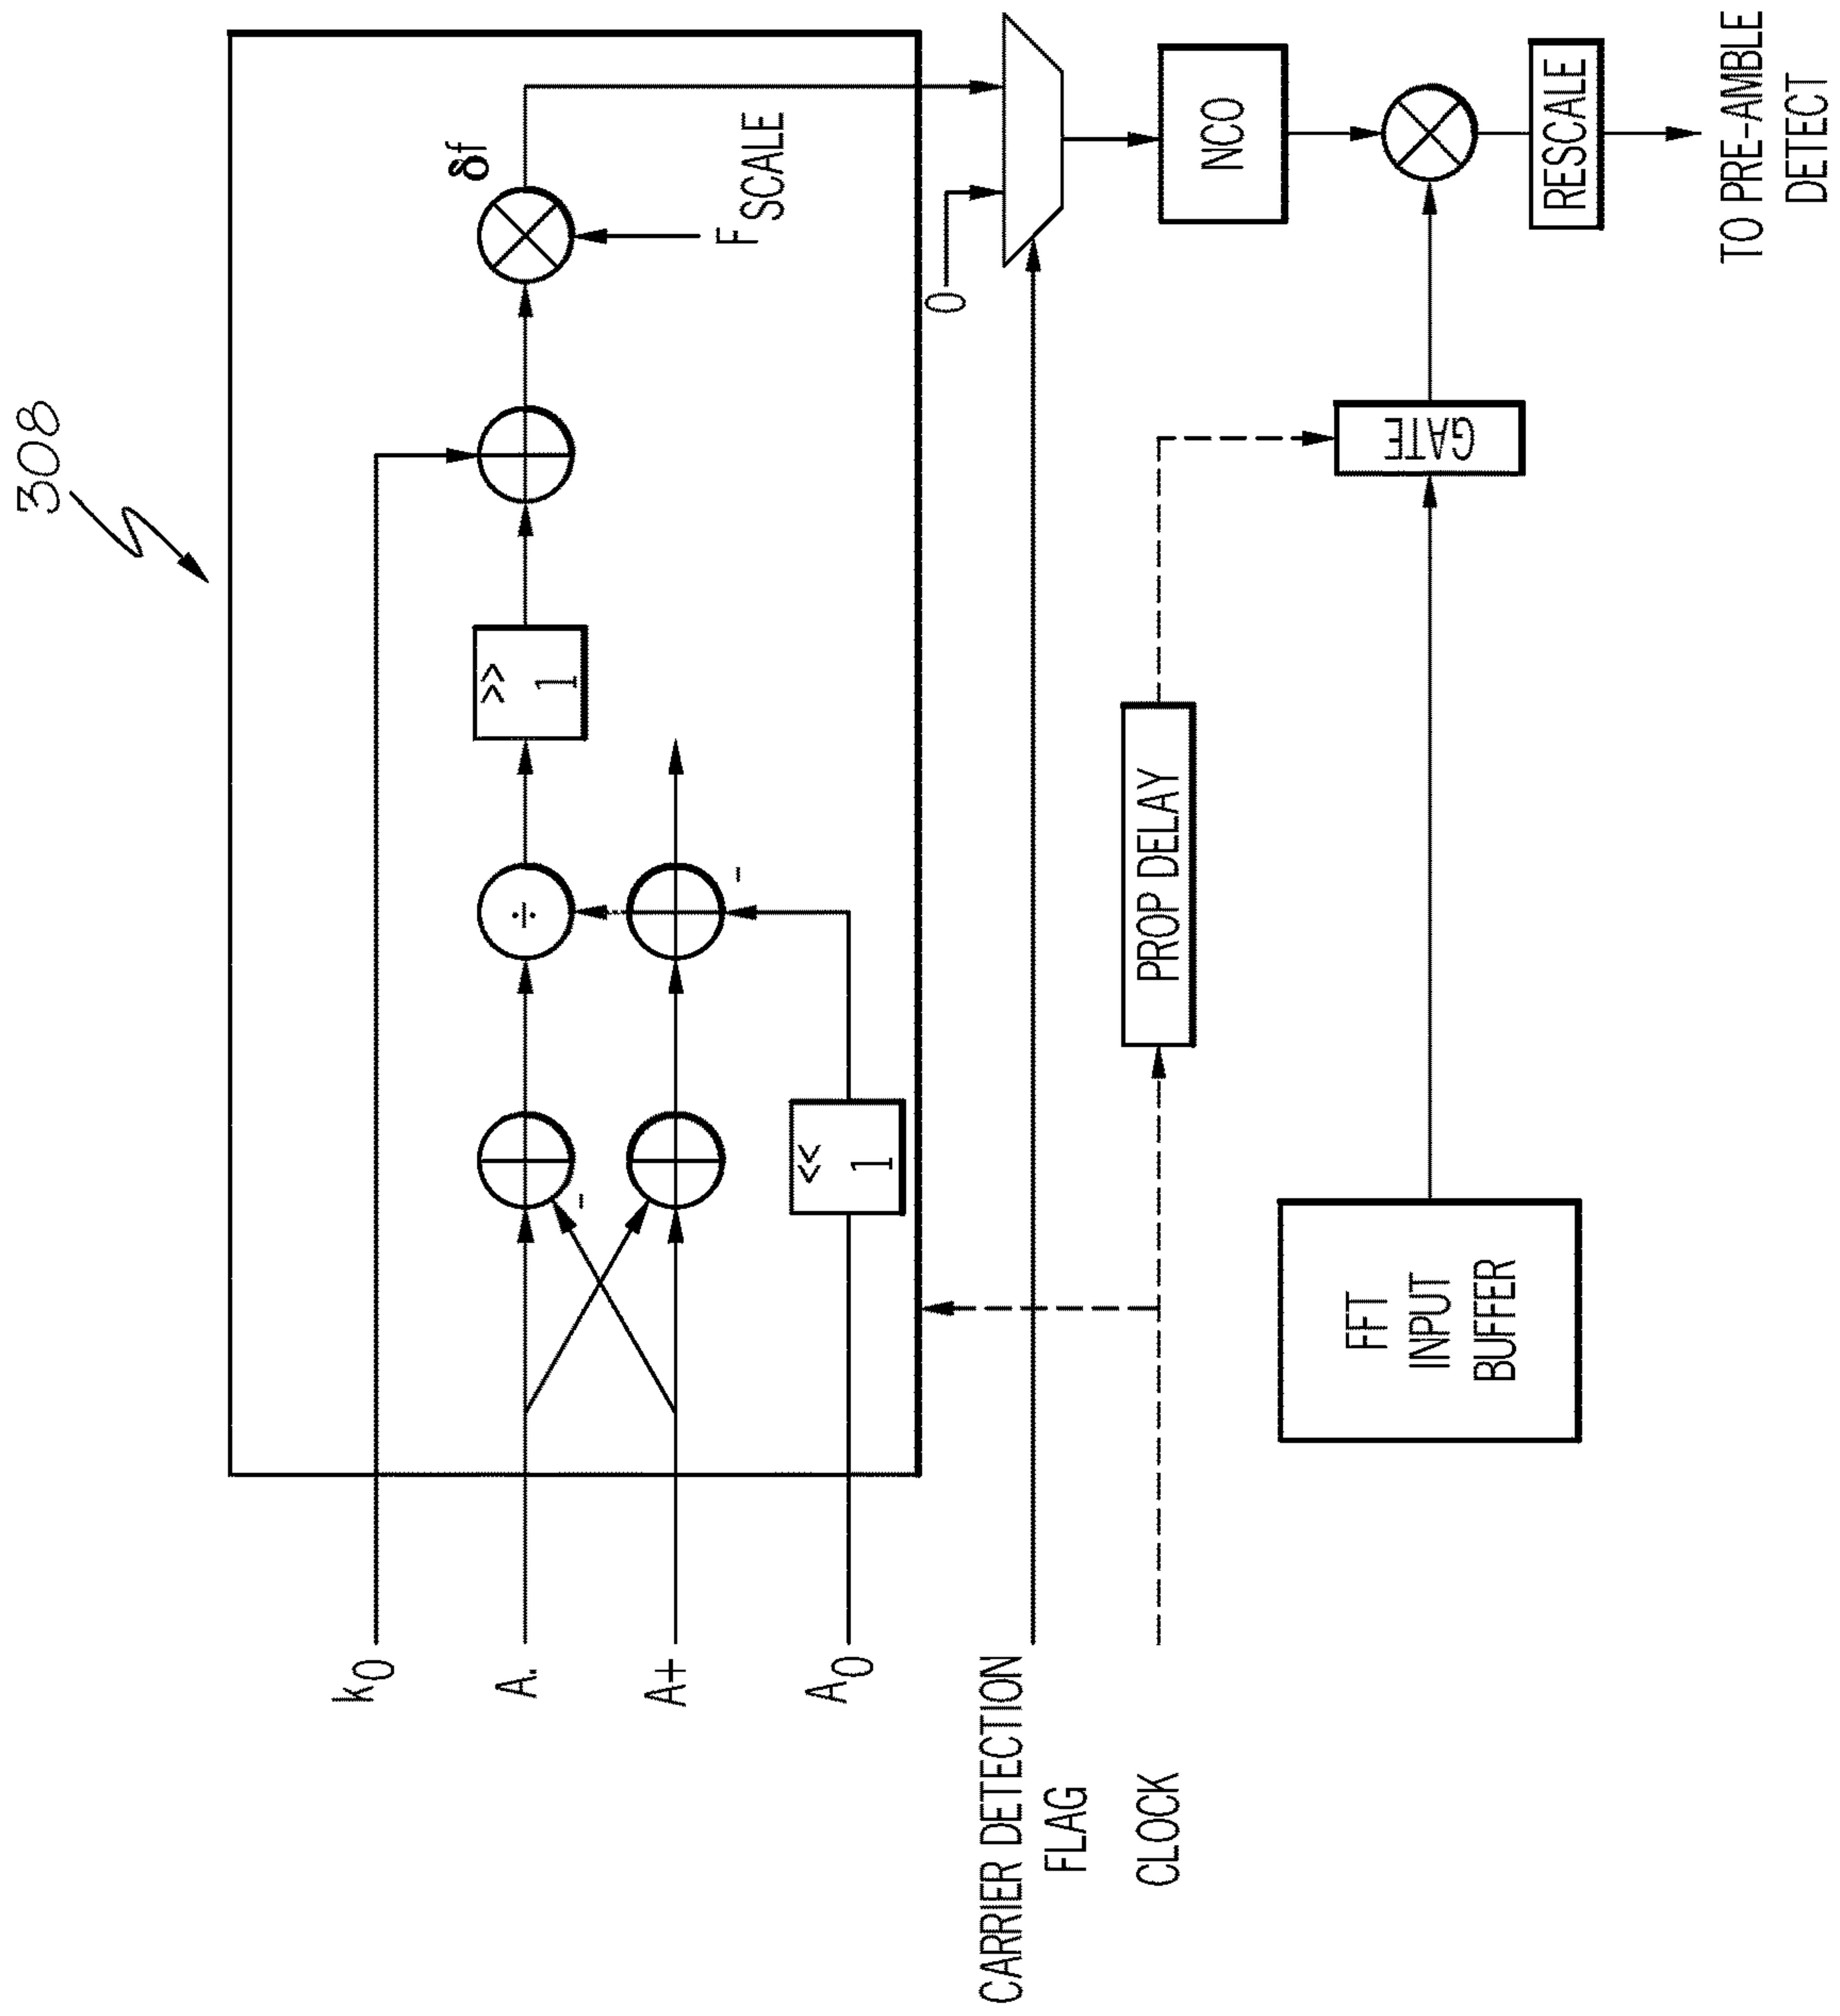 308
k0
A-
A+
A0
CARRIER DETECTION
FLAG
CLOCK
-
<<
1
÷
-
>>
1
δf
F SCALE
0
NCO
PROP DELAY
GATE
FFT
INPUT
BUFFER
RESCALE
TO PRE-AMBLE
DETECT